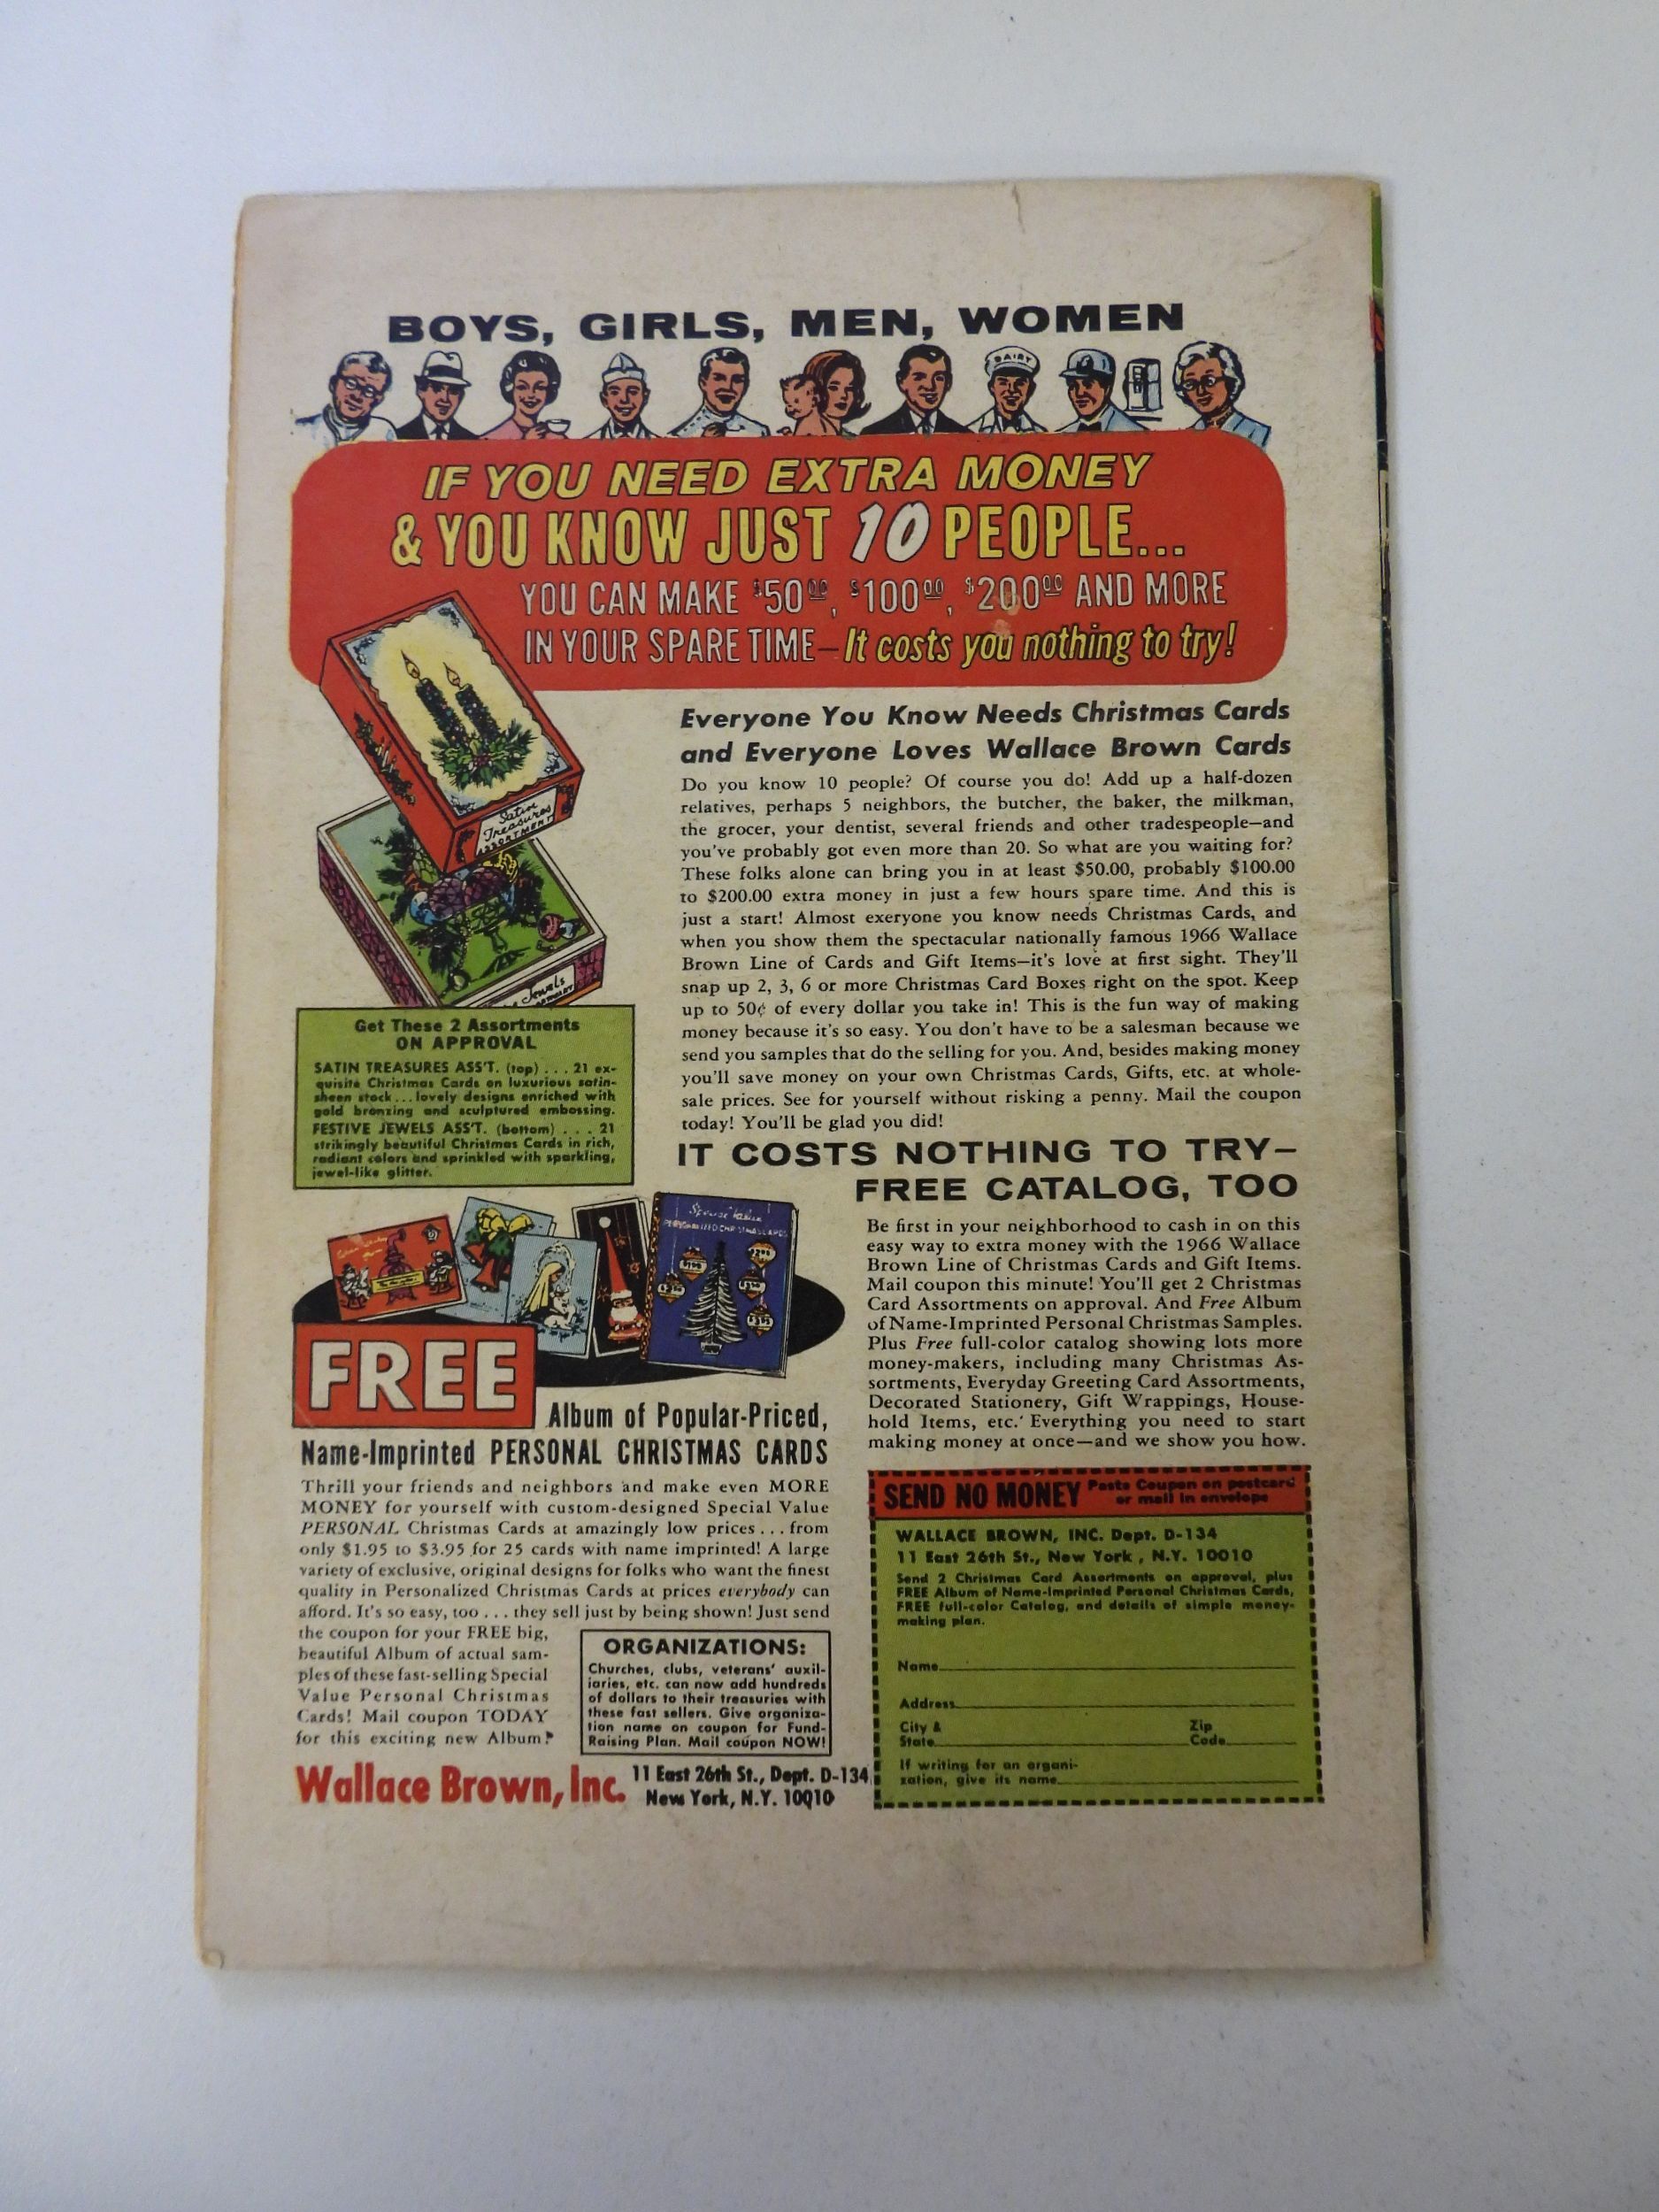 BOYS, GIRLS, MEN, WOMEN
DAIRY
IF YOU NEED EXTRA MONEY
& YOU KNOW JUST 10 PEOPLE...
YOU CAN MAKE $50.00, $100.00, $200.00 AND MORE
IN YOUR SPARE TIME—It costs you nothing to try!
Satin
Treasures
ASSORTMENT
Jewels
Get These 2 Assortments
ON APPROVAL
SATIN TREASURES ASS'T. (top) . . . 21 ex-
quisite Christmas Cards on luxurious satin-
sheen stock . . . lovely designs enriched with
gold bronzing and sculptured embossing.
FESTIVE JEWELS ASS'T. (bottom) . . . 21
strikingly beautiful Christmas Cards in rich,
radiant colors and sprinkled with sparkling,
jewel-like glitter.
Everyone You Know Needs Christmas Cards
and Everyone Loves Wallace Brown Cards
Do you know 10 people? Of course you do! Add up a half-dozen
relatives, perhaps 5 neighbors, the butcher, the baker, the milkman,
the grocer, your dentist, several friends and other tradespeople—and
you've probably got even more than 20. So what are you waiting for?
These folks alone can bring you in at least $50.00, probably $100.00
to $200.00 extra money in just a few hours spare time. And this is
just a start! Almost exeryone you know needs Christmas Cards, and
when you show them the spectacular nationally famous 1966 Wallace
Brown Line of Cards and Gift Items—it's love at first sight. They'll
snap up 2, 3, 6 or more Christmas Card Boxes right on the spot. Keep
up to 50¢ of every dollar you take in! This is the fun way of making
money because it's so easy. You don't have to be a salesman because we
send you samples that do the selling for you. And, besides making money
you'll save money on your own Christmas Cards, Gifts, etc. at whole-
sale prices. See for yourself without risking a penny. Mail the coupon
today! You'll be glad you did!
IT COSTS NOTHING TO TRY—
FREE CATALOG, TOO
Be first in your neighborhood to cash in on this
easy way to extra money with the 1966 Wallace
Brown Line of Christmas Cards and Gift Items.
Mail coupon this minute! You'll get 2 Christmas
Card Assortments on approval. And Free Album
of Name-Imprinted Personal Christmas Samples.
Plus Free full-color catalog showing lots more
money-makers, including many Christmas As-
sortments, Everyday Greeting Card Assortments,
Decorated Stationery, Gift Wrappings, House-
hold Items, etc. Everything you need to start
making money at once—and we show you how.
Special Value
PERSONALIZED CHRISTMAS CARDS
FREE
Album of Popular-Priced,
Name-Imprinted PERSONAL CHRISTMAS CARDS
Thrill your friends and neighbors and make even MORE
MONEY for yourself with custom-designed Special Value
PERSONAL Christmas Cards at amazingly low prices . . . from
only $1.95 to $3.95 for 25 cards with name imprinted! A large
variety of exclusive, original designs for folks who want the finest
quality in Personalized Christmas Cards at prices everybody can
afford. It's so easy, too . . . they sell just by being shown! Just send
the coupon for your FREE big,
beautiful Album of actual sam-
ples of these fast-selling Special
Value Personal Christmas
Cards! Mail coupon TODAY
for this exciting new Album!
ORGANIZATIONS:
Churches, clubs, veterans' auxil-
iaries, etc. can now add hundreds
of dollars to their treasuries with
these fast sellers. Give organiza-
tion name on coupon for Fund-
Raising Plan. Mail coupon NOW!
Wallace Brown, Inc.
11 East 26th St., Dept. D-134
New York, N.Y. 10010
SEND NO MONEY
Paste Coupon on postcard
or mail in envelope
WALLACE BROWN, INC. Dept. D-134
11 East 26th St., New York , N.Y. 10010
Send 2 Christmas Card Assortments on approval, plus
FREE Album of Name-Imprinted Personal Christmas Cards,
FREE full-color Catalog, and details of simple money-
making plan.
Name
Address
City &
State
Zip
Code
If writing for an organi-
zation, give its name